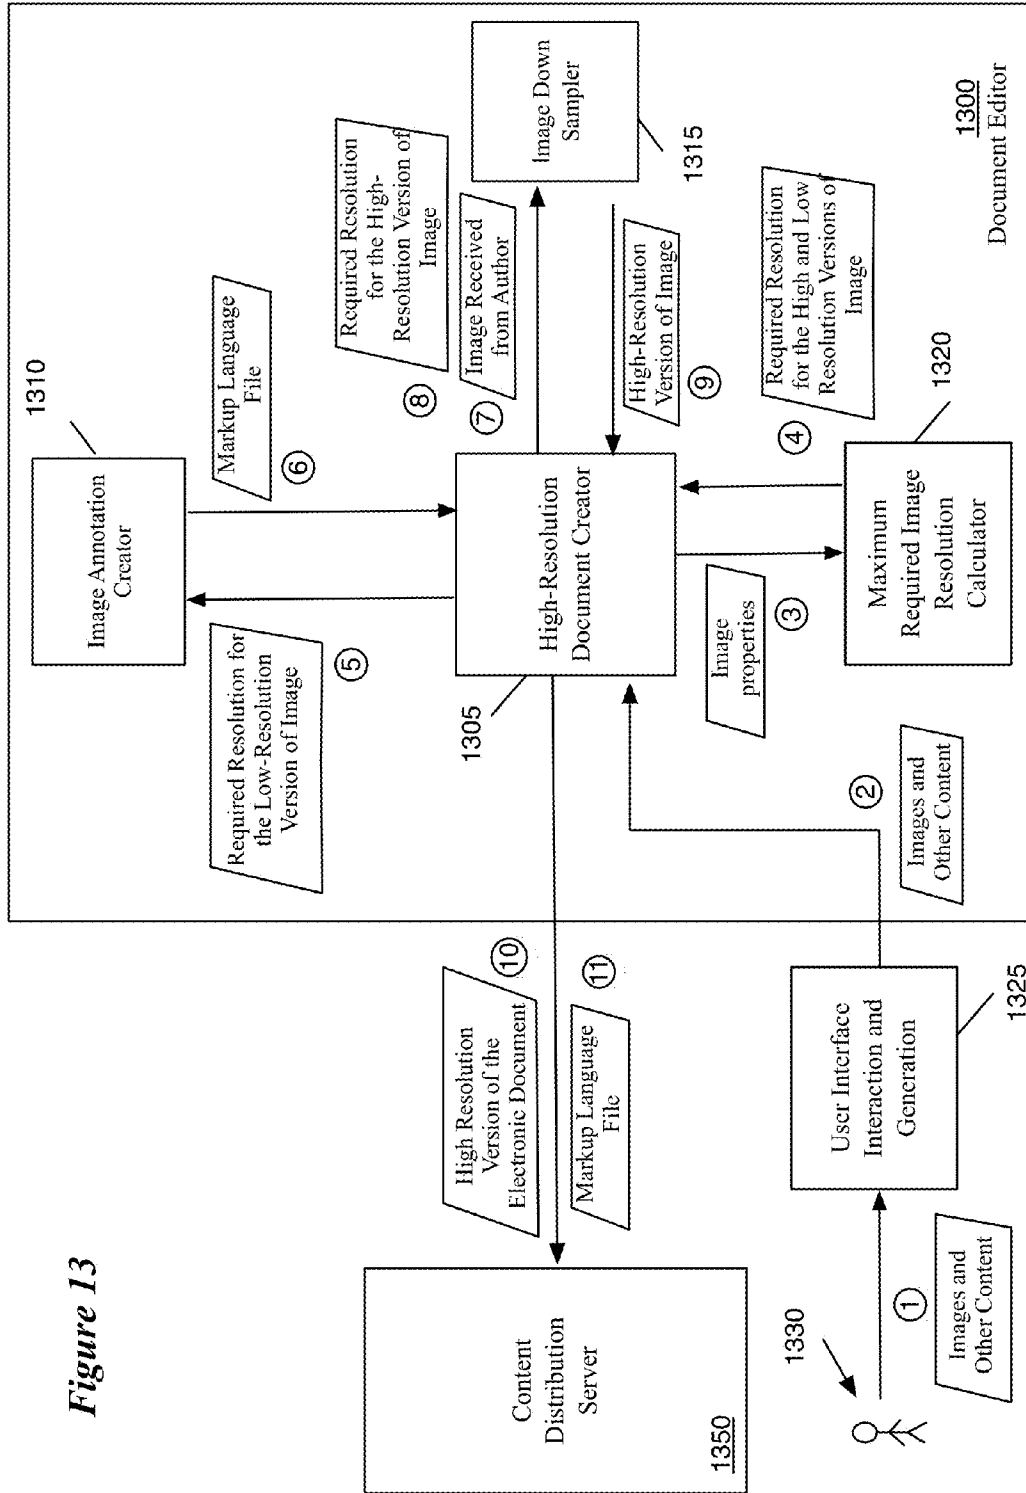 Figure 13
1310
Image Annotation
Creator
Markup Language
File
6
Required Resolution for
the Low-Resolution
Version of Image
5
Required Resolution
for the High-
Resolution Version of
Image
8
Image Received
from Author
7
Image Down
Sampler
1315
High-Resolution
Version of Image
9
High-Resolution
Document Creator
1305
Image
properties
3
Required Resolution
for the High and Low
Resolution Versions of
Image
4
1320
Maximum
Required Image
Resolution
Calculator
1300
Document Editor
High Resolution
Version of the
Electronic Document
10
Markup Language
File
11
Content
Distribution
Server
1350
1330
1
Images and
Other Content
User Interface
Interaction and
Generation
1325
2
Images and
Other Content